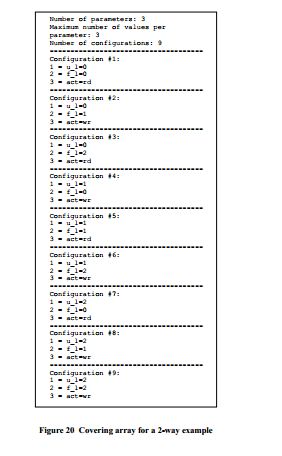 Number of parameters: 3
Maximum number of values per
parameter: 3
Number of configurations: 9
-------------------------------------
Configuration #1:
1 = u_l=0
2 = f_l=0
3 = act=rd
-------------------------------------
Configuration #2:
1 = u_l=0
2 = f_l=1
3 = act=wr
-------------------------------------
Configuration #3:
1 = u_l=0
2 = f_l=2
3 = act=rd
-------------------------------------
Configuration #4:
1 = u_l=1
2 = f_l=0
3 = act=wr
-------------------------------------
Configuration #5:
1 = u_l=1
2 = f_l=1
3 = act=rd
-------------------------------------
Configuration #6:
1 = u_l=1
2 = f_l=2
3 = act=wr
-------------------------------------
Configuration #7:
1 = u_l=2
2 = f_l=0
3 = act=rd
-------------------------------------
Configuration #8:
1 = u_l=2
2 = f_l=1
3 = act=wr
-------------------------------------
Configuration #9:
1 = u_l=2
2 = f_l=2
3 = act=wr
Figure 20 Covering array for a 2-way example